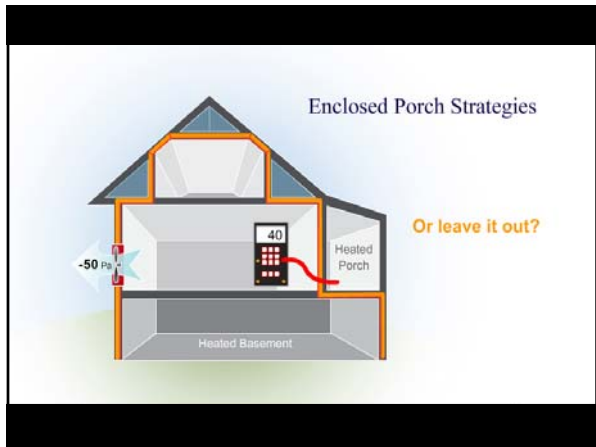 Enclosed Porch Strategies
Or leave it out?
40
Heated
Porch
-50 Pa
Heated Basement